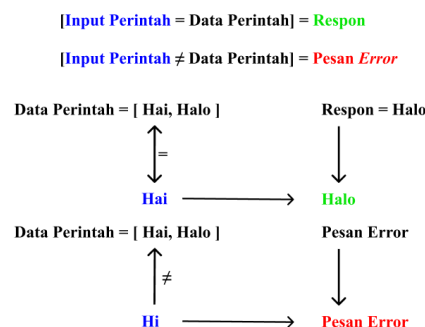 [Input Perintah = Data Perintah] = Respon
[Input Perintah ≠ Data Perintah] = Pesan Error
Data Perintah = [ Hai, Halo ] Respon = Halo
=
Hai Halo
Data Perintah = [ Hai, Halo ] Pesan Error
≠
Hi Pesan Error